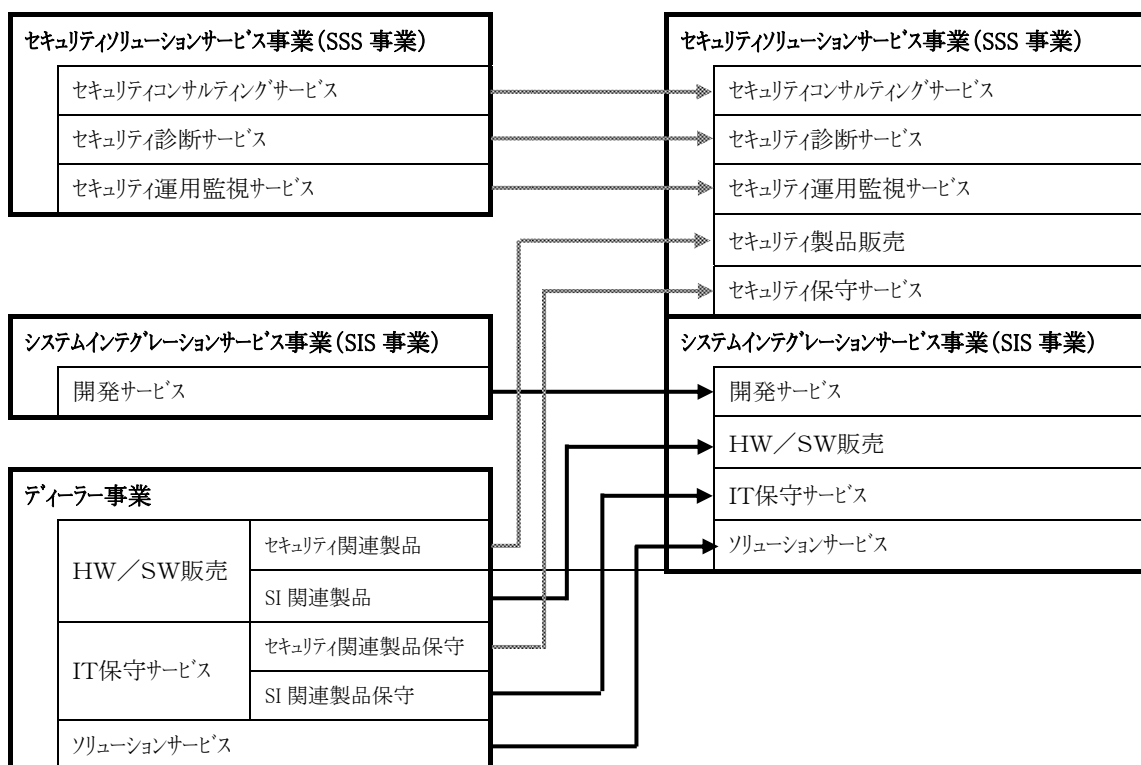 セキュリティソリューションサービス事業(SSS 事業)
セキュリティコンサルティングサービス
セキュリティ診断サービス
セキュリティ運用監視サービス
システムインテグレーションサービス事業(SIS 事業)
開発サービス
ディーラー事業
HW/SW販売
セキュリティ関連製品
SI 関連製品
IT保守サービス
セキュリティ関連製品保守
SI 関連製品保守
ソリューションサービス
セキュリティソリューションサービス事業(SSS 事業)
セキュリティコンサルティングサービス
セキュリティ診断サービス
セキュリティ運用監視サービス
セキュリティ製品販売
セキュリティ保守サービス
システムインテグレーションサービス事業(SIS 事業)
開発サービス
HW/SW販売
IT保守サービス
ソリューションサービス